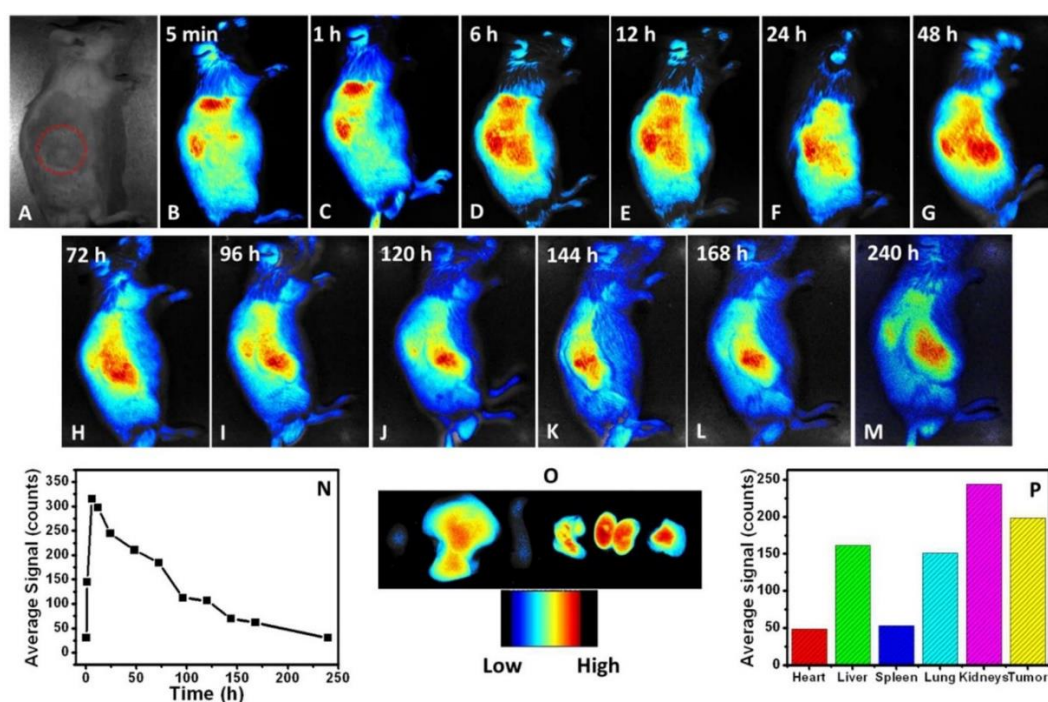 5 min
1 h
6 h
12 h
24 h
48 h
A
B
C
D
E
F
G
72 h
96 h
120 h
144 h
168 h
240 h
H
I
J
K
L
M
Average Signal (counts)
350
300
250
200
150
100
50
0
N
0 50 100 150 200 250
Time (h)
O
Low High
Average signal (counts)
250
200
150
100
50
0
P
Heart Liver Spleen Lung Kidneys Tumor